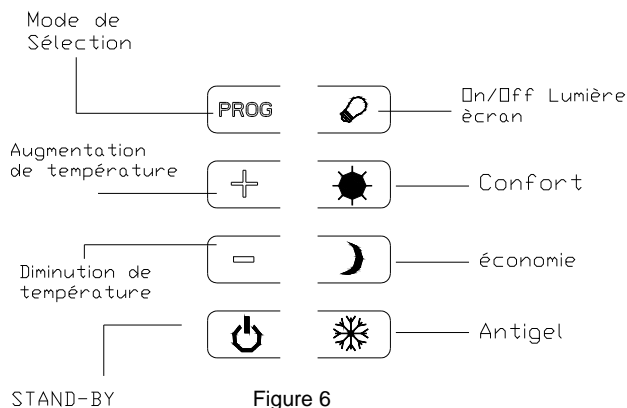 Mode de
Sélection
PROG
On/Off Lumière
ècran
Augmentation
de température
Confort
Diminution de
température
économie
Antigel
STAND-BY
Figure 6